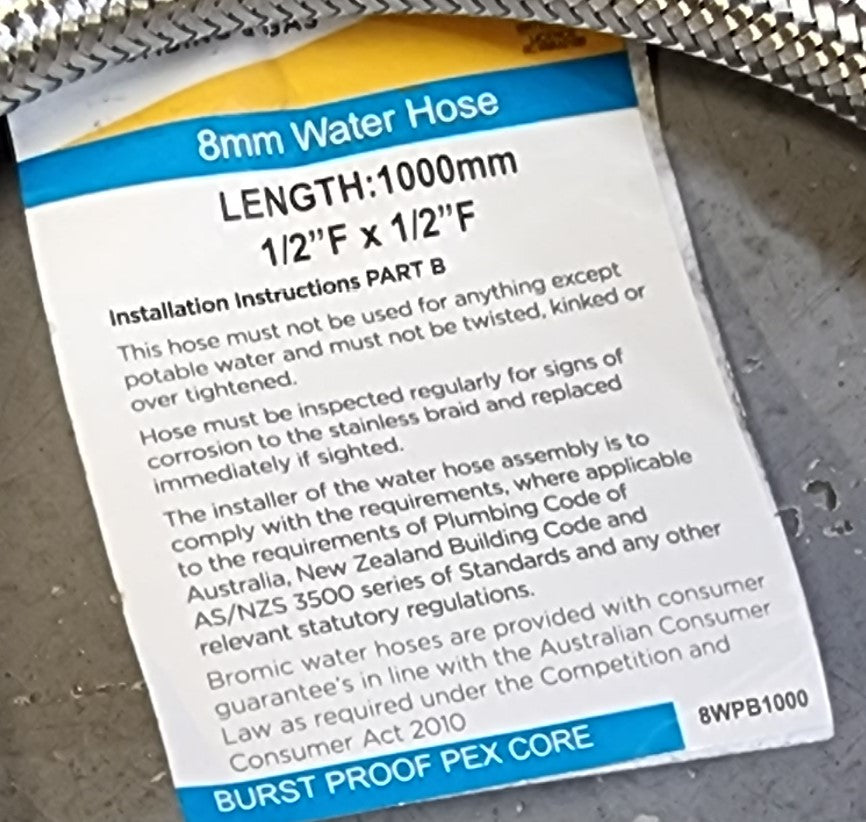 8mm Water Hose
LENGTH:1000mm
1/2”F x 1/2”F
Installation Instructions PART B
This hose must not be used for anything except
potable water and must not be twisted, kinked or
over tightened.
Hose must be inspected regularly for signs of
corrosion to the stainless braid and replaced
immediately if sighted.
The installer of the water hose assembly is to
comply with the requirements, where applicable
to the requirements of Plumbing Code of
Australia, New Zealand Building Code and
AS/NZS 3500 series of Standards and any other
relevant statutory regulations.
Bromic water hoses are provided with consumer
guarantee's in line with the Australian Consumer
Law as required under the Competition and
Consumer Act 2010
8WPB1000
BURST PROOF PEX CORE